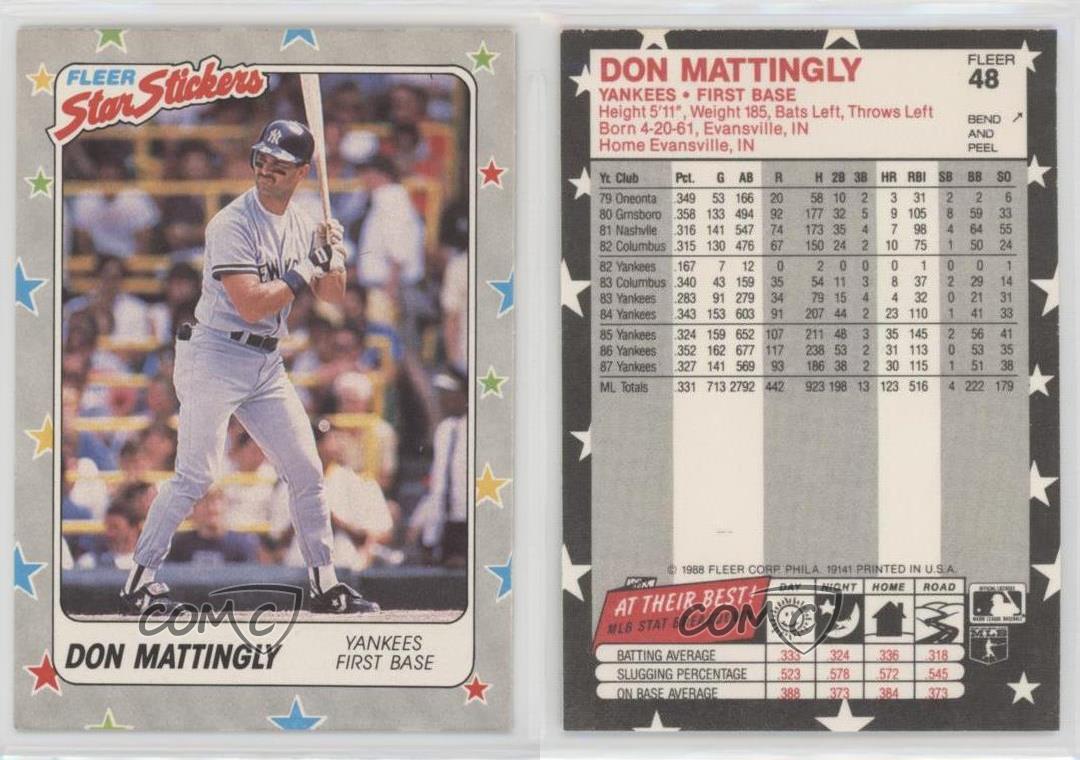 FLEER
Star Stickers
NEW YO
DON MATTINGLY
YANKEES
FIRST BASE
COMC
DON MATTINGLY
YANKEES • FIRST BASE
Height 5'11", Weight 185, Bats Left, Throws Left
Born 4-20-61, Evansville, IN
Home Evansville, IN
FLEER
48
BEND
AND
PEEL
Yr. Club Pct. G AB R H 2B 3B HR RBI SB BB SO
79 Oneonta .349 53 166 20 58 10 2 3 31 2 2 6
80 Grnsboro .358 133 494 92 177 32 5 9 105 8 59 33
81 Nashvlle .316 141 547 74 173 35 4 7 98 4 64 55
82 Columbus .315 130 476 67 150 24 2 10 75 1 50 24
82 Yankees .167 7 12 0 2 0 0 0 1 0 0 1
83 Columbus .340 43 159 35 54 11 3 8 37 2 29 14
83 Yankees .283 91 279 34 79 15 4 4 32 0 21 31
84 Yankees .343 153 603 91 207 44 2 23 110 1 41 33
85 Yankees .324 159 652 107 211 48 3 35 145 2 56 41
86 Yankees .352 162 677 117 238 53 2 31 113 0 53 35
87 Yankees .327 141 569 93 186 38 2 30 115 1 51 38
ML Totals .331 713 2792 442 923 198 13 123 516 4 222 179
© 1988 FLEER CORP. PHILA. 19141 PRINTED IN U.S.A.
AT THEIR BEST!
MLB STAT
DAY NIGHT HOME ROAD
COMC
BATTING AVERAGE .333 .324 .336 .318
SLUGGING PERCENTAGE .523 .578 .572 .545
ON BASE AVERAGE .388 .373 .384 .373
MLB